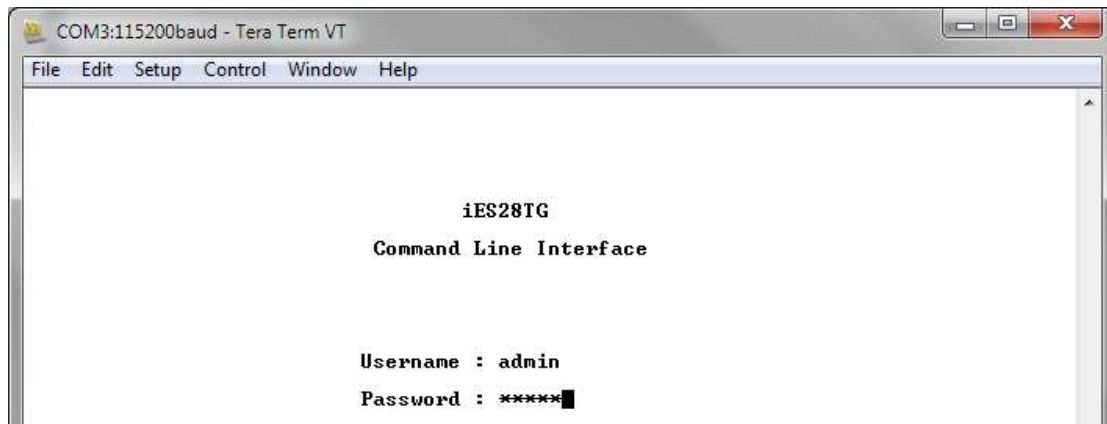 COM3:115200baud - Tera Term VT
File Edit Setup Control Window Help
iES28TG
Command Line Interface
Username : admin
Password : *****